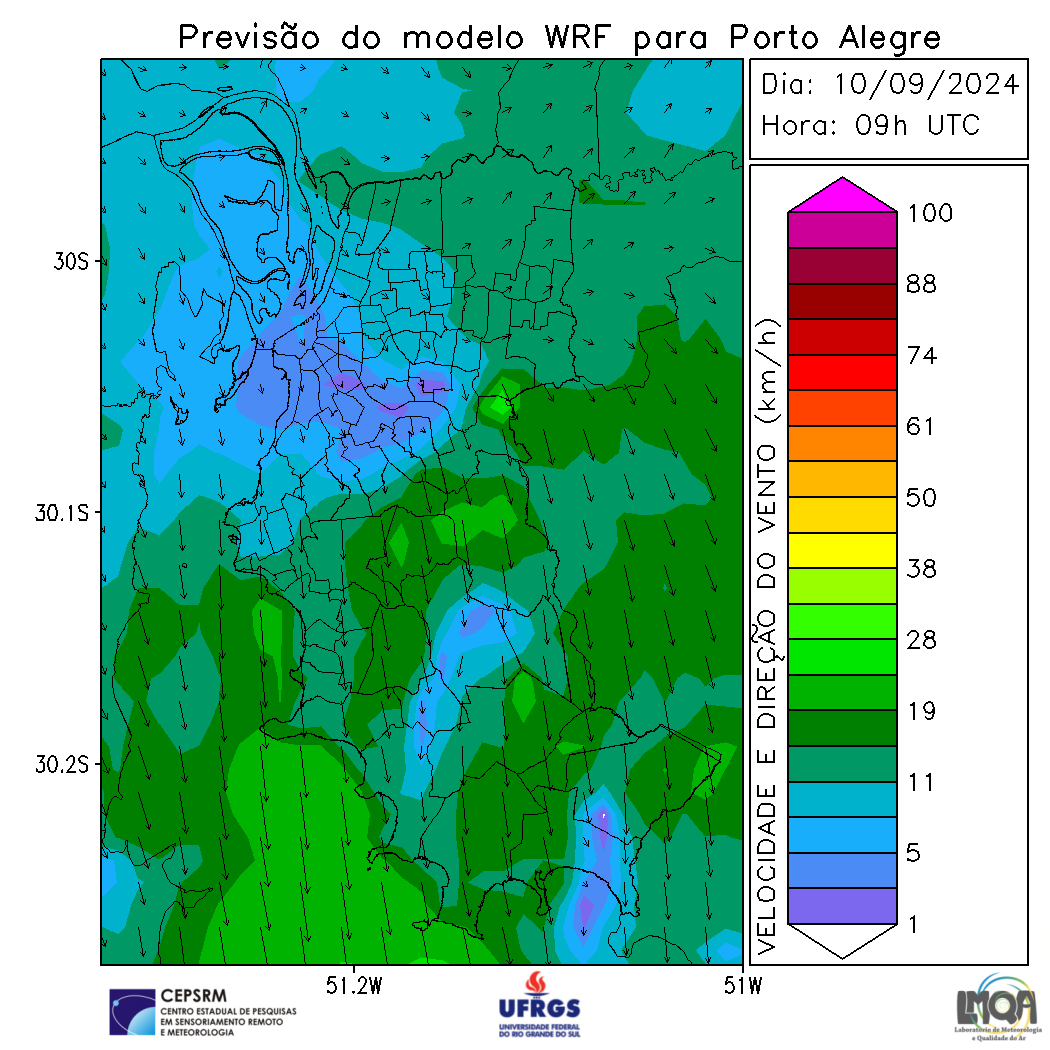 Previsão do modelo WRF para Porto Alegre
Dia: 10/09/2024
Hora: 09h UTC
30S
30.1S
30.2S
51.2W
51W
VELOCIDADE E DIREÇÃO DO VENTO (km/h)
100
88
74
61
50
38
28
19
11
5
1
CEPSRM
CENTRO ESTADUAL DE PESQUISAS
EM SENSORIAMENTO REMOTO
E METEOROLOGIA
UFRGS
UNIVERSIDADE FEDERAL
DO RIO GRANDE DO SUL
LMQA
Laboratório de Meteorologia
e Qualidade do Ar